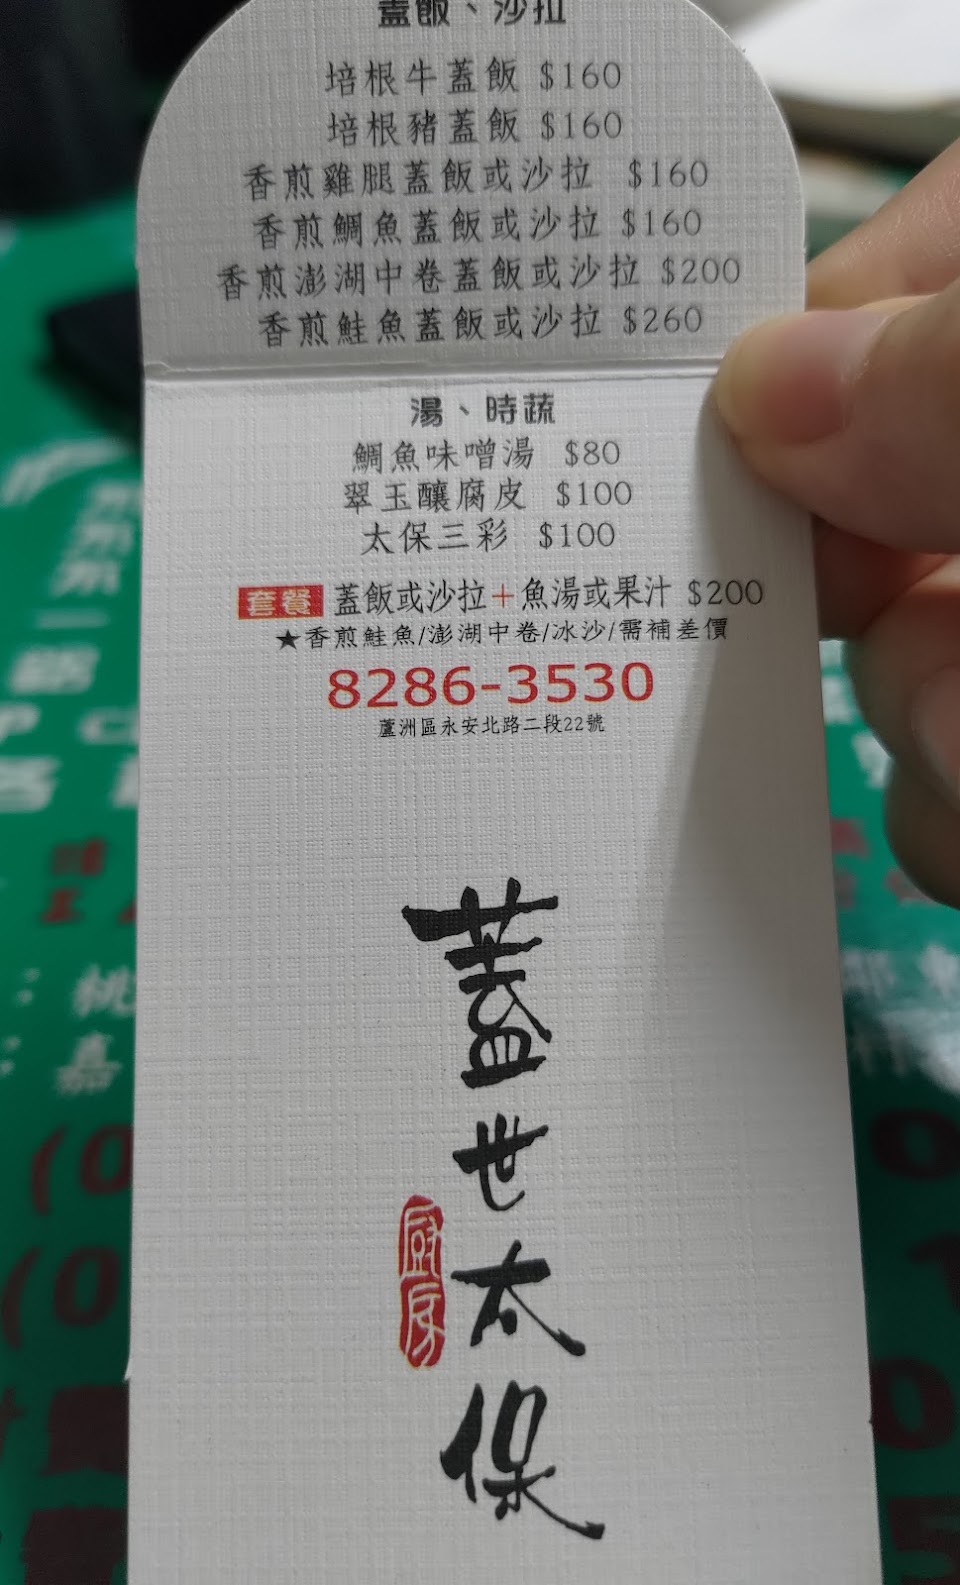 蓋飯、沙拉
培根牛蓋飯 $160
培根豬蓋飯 $160
香煎雞腿蓋飯或沙拉 $160
香煎鯛魚蓋飯或沙拉 $160
香煎澎湖中卷蓋飯或沙拉 $200
香煎鮭魚蓋飯或沙拉 $260
湯、時蔬
鯛魚味噌湯 $80
翠玉釀腐皮 $100
太保三彩 $100
套餐 蓋飯或沙拉+魚湯或果汁 $200
★香煎鮭魚/澎湖中卷/冰沙/需補差價
8286-3530
蘆洲區永安北路二段22號
蓋世太保
廚房